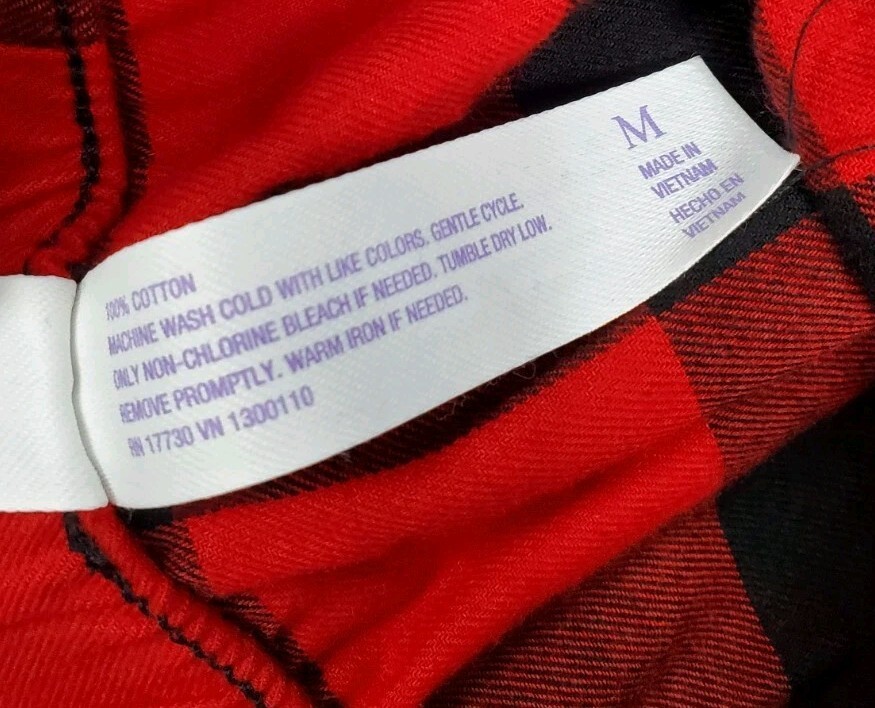 M
MADE IN
VIETNAM
HECHO EN
VIETNAM
100% COTTON
MACHINE WASH COLD WITH LIKE COLORS. GENTLE CYCLE.
ONLY NON-CHLORINE BLEACH IF NEEDED. TUMBLE DRY LOW.
REMOVE PROMPTLY. WARM IRON IF NEEDED.
RN 17730 VN 1300110